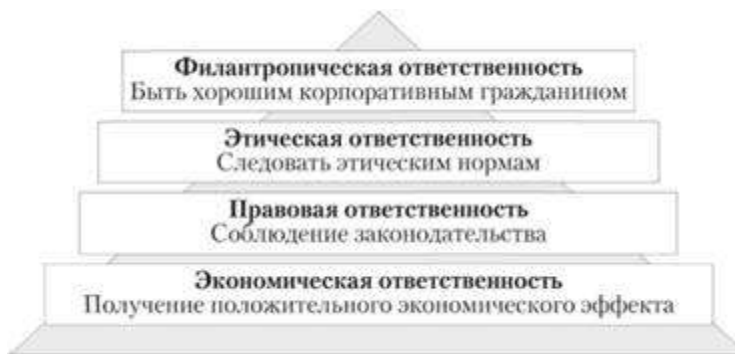 Филантропическая ответственность
Быть хорошим корпоративным гражданином
Этическая ответственность
Следовать этическим нормам
Правовая ответственность
Соблюдение законодательства
Экономическая ответственность
Получение положительного экономического эффекта